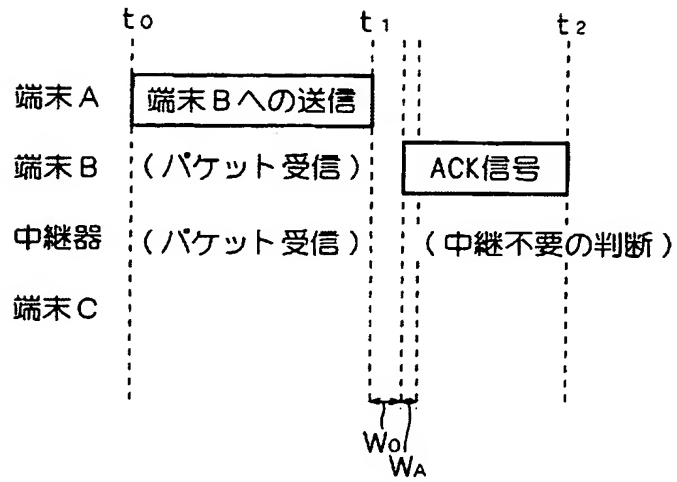 t0 t1 t2
端末A 端末Bへの送信
端末B (パケット受信) ACK信号
中継器 (パケット受信) (中継不要の判断)
端末C
W0
WA